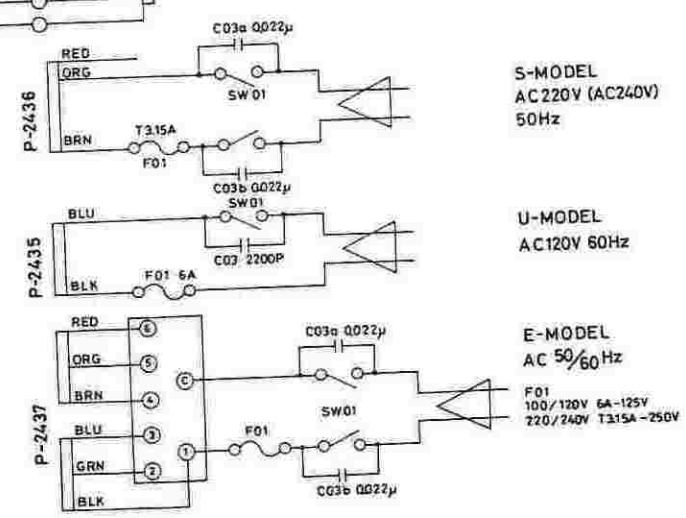 C03a 0,022μ
RED
ORG
SW01
S-MODEL
AC220V (AC240V)
50Hz
P-2436
BRN
T3.15A
F01
C03b 0,022μ
SW01
BLU
U-MODEL
AC120V 60Hz
P-2435
C03 2200P
BLK
F01 6A
RED
6
C03a 0,022μ
E-MODEL
AC 50/60Hz
ORG
5
C
BRN
4
SW01
F01
100/120V 6A-125V
220/240V T3.15A-250V
P-2437
BLU
3
F01
1
GRN
2
C03b 0,022μ
BLK